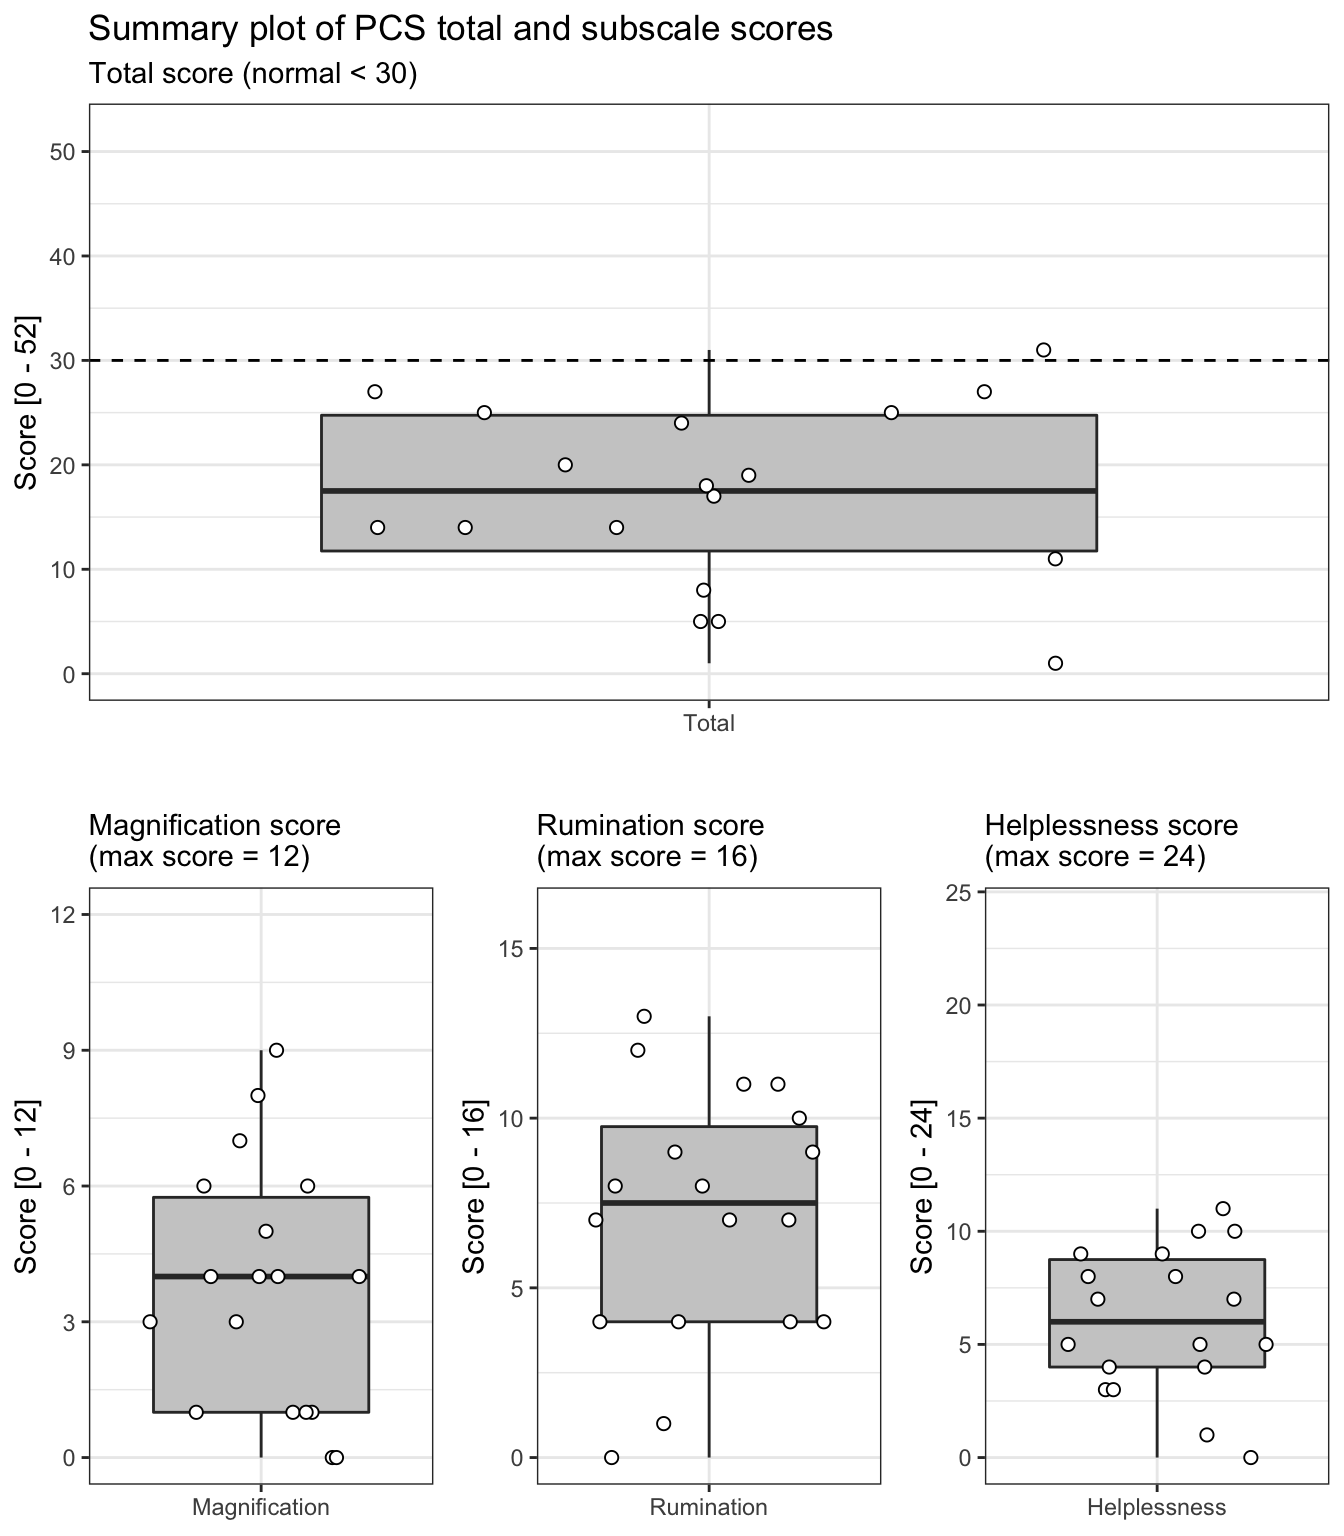 Summary plot of PCS total and subscale scores
Total score (normal < 30)
50
40
30
20
10
0
Score [0 - 52]
Total
Magnification score
(max score = 12)
12
9
6
3
0
Score [0 - 12]
Magnification
Rumination score
(max score = 16)
15
10
5
0
Score [0 - 16]
Rumination
Helplessness score
(max score = 24)
25
20
15
10
5
0
Score [0 - 24]
Helplessness